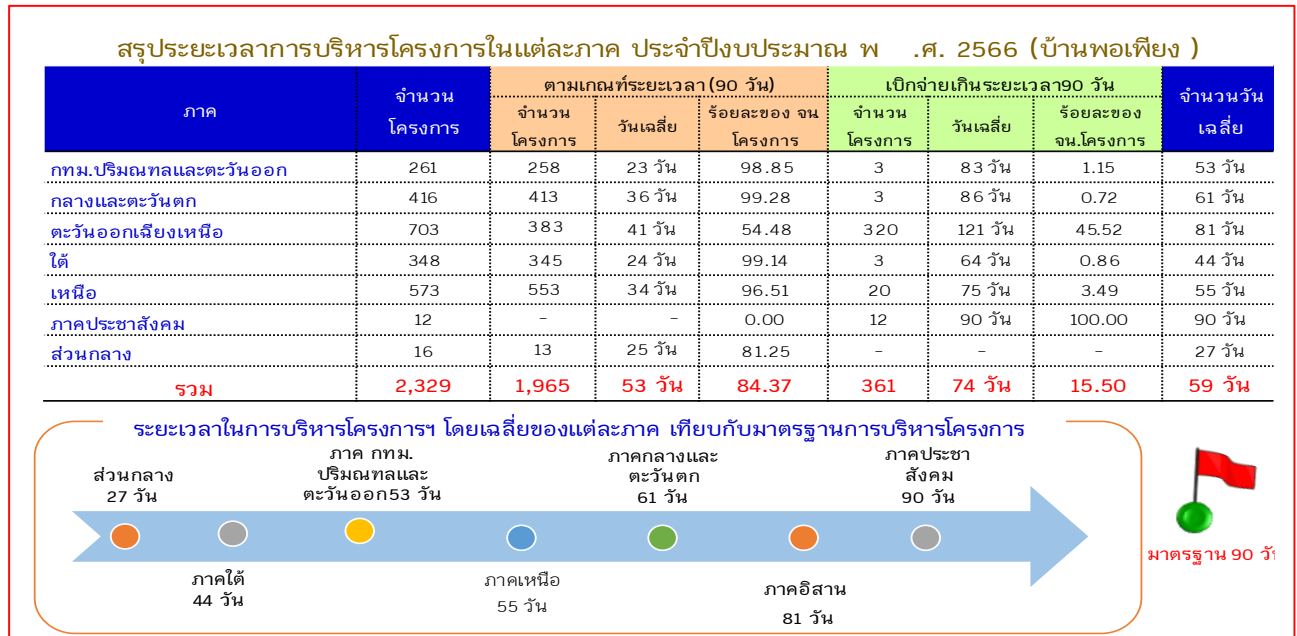 สรุประยะเวลาการบริหารโครงการในแต่ละภาค ประจำปีงบประมาณ พ .ศ. 2566 (บ้านพอเพียง )
ภาค จำนวนโครงการ ตามเกณฑ์ระยะเวลา (90 วัน) เบิกจ่ายเกินระยะเวลา90 วัน จำนวนวันเฉลี่ย
จำนวนโครงการ วันเฉลี่ย ร้อยละของ จนโครงการ จำนวนโครงการ วันเฉลี่ย ร้อยละของ จน.โครงการ
กทม.ปริมณฑลและตะวันออก 261 258 23 วัน 98.85 3 83 วัน 1.15 53 วัน
กลางและตะวันตก 416 413 36 วัน 99.28 3 86 วัน 0.72 61 วัน
ตะวันออกเฉียงเหนือ 703 383 41 วัน 54.48 320 121 วัน 45.52 81 วัน
ใต้ 348 345 24 วัน 99.14 3 64 วัน 0.86 44 วัน
เหนือ 573 553 34 วัน 96.51 20 75 วัน 3.49 55 วัน
ภาคประชาสังคม 12 - - 0.00 12 90 วัน 100.00 90 วัน
ส่วนกลาง 16 13 25 วัน 81.25 - - - 27 วัน
รวม 2,329 1,965 53 วัน 84.37 361 74 วัน 15.50 59 วัน
ระยะเวลาในการบริหารโครงการฯ โดยเฉลี่ยของแต่ละภาค เทียบกับมาตรฐานการบริหารโครงการ
ส่วนกลาง
27 วัน
ภาคใต้
44 วัน
ภาค กทม.
ปริมณฑลและ
ตะวันออก53 วัน
ภาคเหนือ
55 วัน
ภาคกลางและ
ตะวันตก
61 วัน
ภาคอิสาน
81 วัน
ภาคประชา
สังคม
90 วัน
มาตรฐาน 90 วั